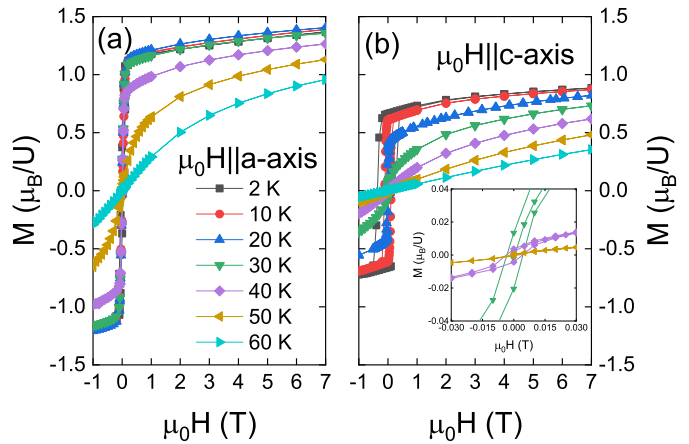 (a)
(b)
μ₀H||c-axis
μ₀H||a-axis
2 K
10 K
20 K
30 K
40 K
50 K
60 K
M (μB/U)
1.5
1.0
0.5
0.0
-0.5
-1.0
-1.5
-1 0 1 2 3 4 5 6 7
μ₀H (T)
M (μB/U)
0.04
0.02
0.00
-0.02
-0.04
-0.030 -0.015 0.000 0.015 0.030
μ₀H (T)
-1 0 1 2 3 4 5 6 7
μ₀H (T)
1.5
1.0
0.5
0.0
-0.5
-1.0
-1.5
M (μB/U)